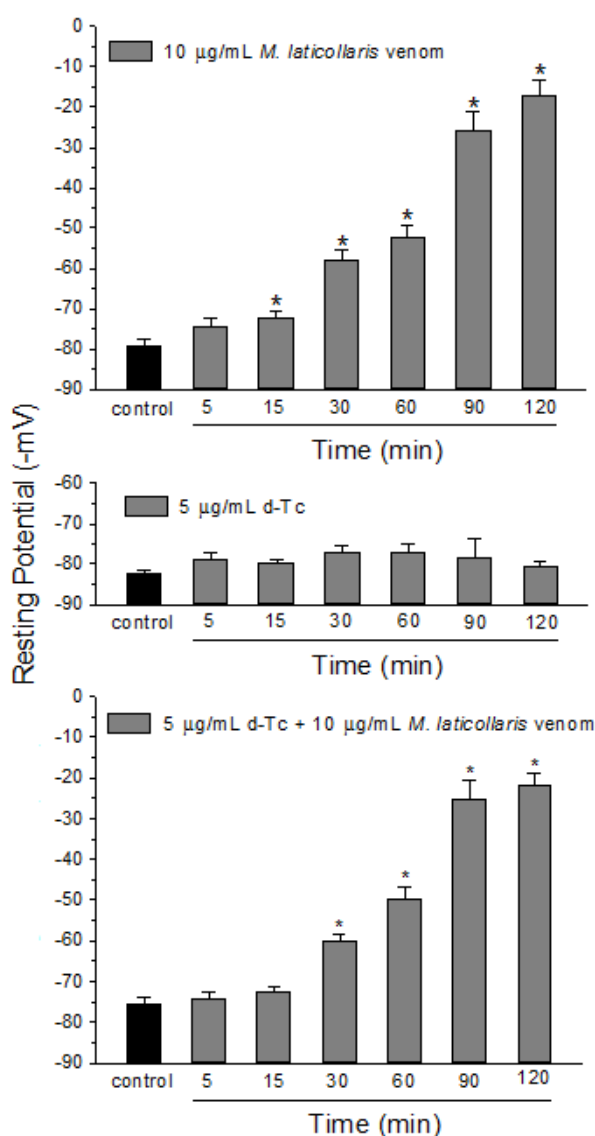 -0
10 μg/mL M. laticollaris venom
-10
-20
-30
-40
-50
-60
-70
-80
-90
* * * * *
control 5 15 30 60 90 120
Time (min)
Resting Potential (-mV)
-60
5 μg/mL d-Tc
-70
-80
-90
control 5 15 30 60 90 120
Time (min)
0
5 μg/mL d-Tc + 10 μg/mL M. laticollaris venom
-10
-20
-30
-40
-50
-60
-70
-80
-90
* * * *
control 5 15 30 60 90 120
Time (min)